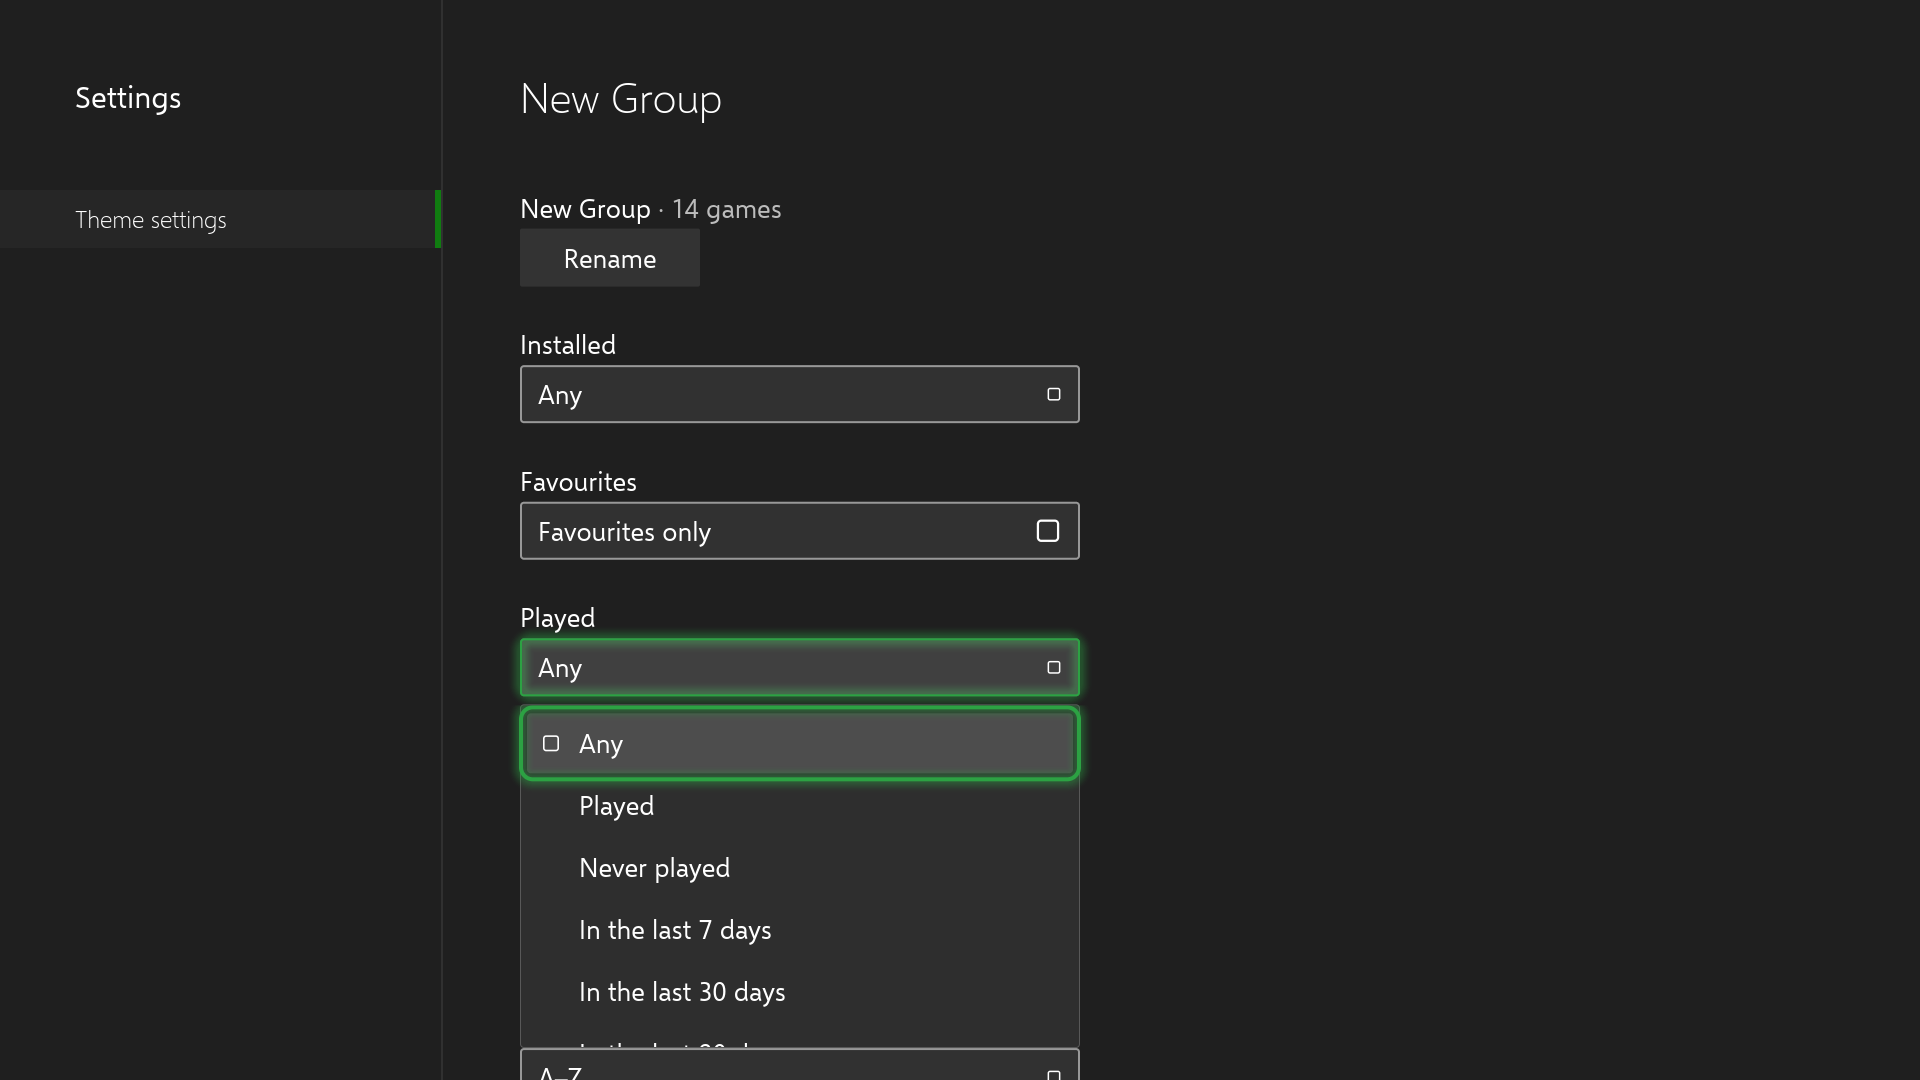 Settings
Theme settings
New Group
New Group · 14 games
Rename
Installed
Any
Favourites
Favourites only
Played
Any
Any
Played
Never played
In the last 7 days
In the last 30 days
A–Z